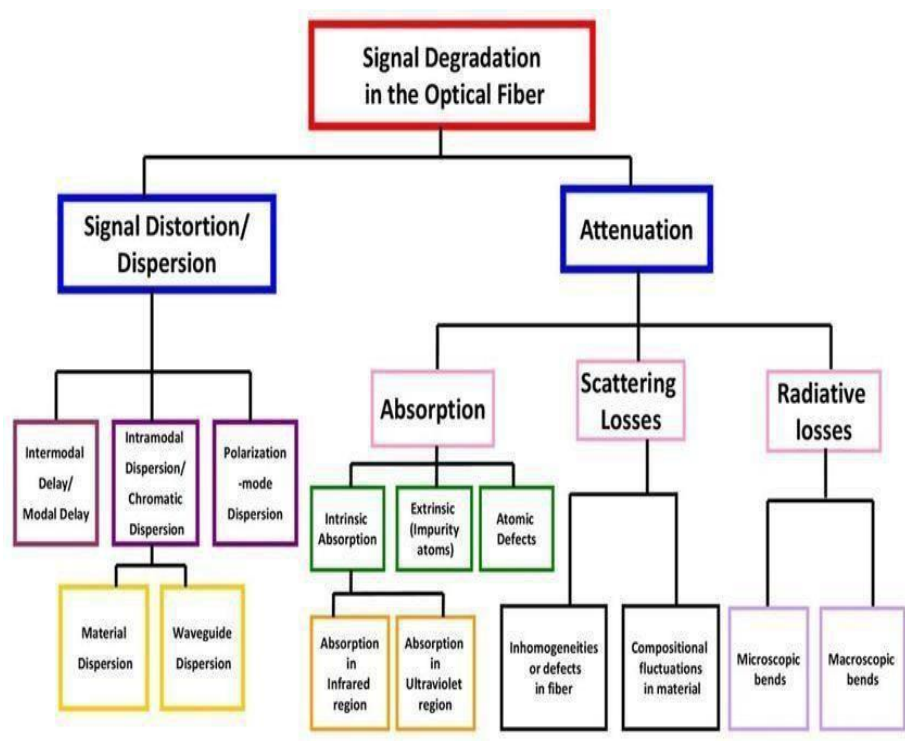 Signal Degradation
in the Optical Fiber
Signal Distortion/
Dispersion
Attenuation
Absorption
Scattering
Losses
Radiative
losses
Intermodal
Delay/
Modal Delay
Intramodal
Dispersion/
Chromatic
Dispersion
Polarization
-mode
Dispersion
Intrinsic
Absorption
Extrinsic
(Impurity
atoms)
Atomic
Defects
Material
Dispersion
Waveguide
Dispersion
Absorption
in
Infrared
region
Absorption
in
Ultraviolet
region
Inhomogeneities
or defects
in fiber
Compositional
fluctuations
in material
Microscopic
bends
Macroscopic
bends